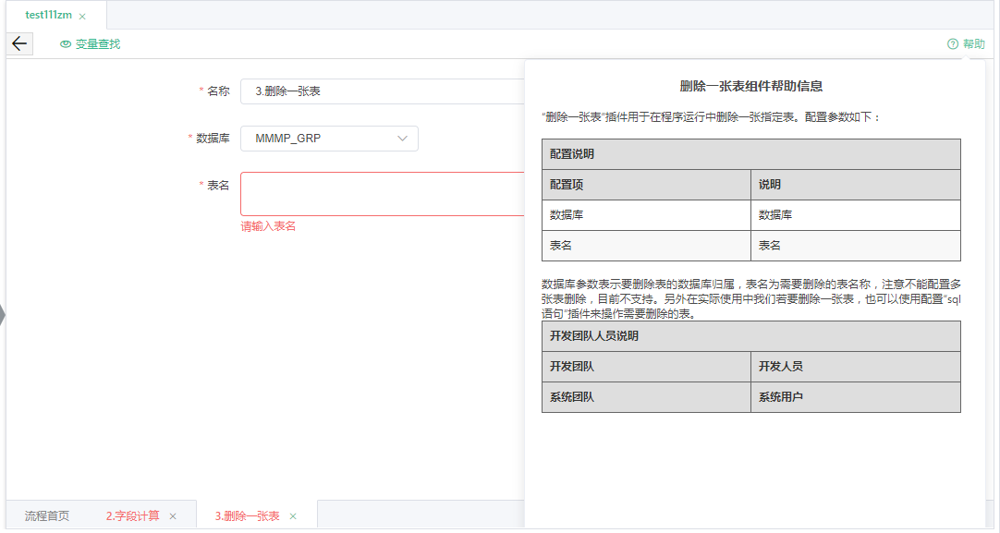 test111zm ×
变量查找
帮助
* 名称 3.删除一张表
* 数据库 MMMP_GRP
* 表名
请输入表名
删除一张表组件帮助信息
"删除一张表"插件用于在程序运行中删除一张指定表。配置参数如下：
配置说明
配置项 说明
数据库 数据库
表名 表名
数据库参数表示要删除表的数据库归属，表名为需要删除的表名称，注意不能配置多
张表删除，目前不支持。另外在实际使用中我们若要删除一张表，也可以使用配置"sql
语句"插件来操作需要删除的表。
开发团队人员说明
开发团队 开发人员
系统团队 系统用户
流程首页 2.字段计算 × 3.删除一张表 ×